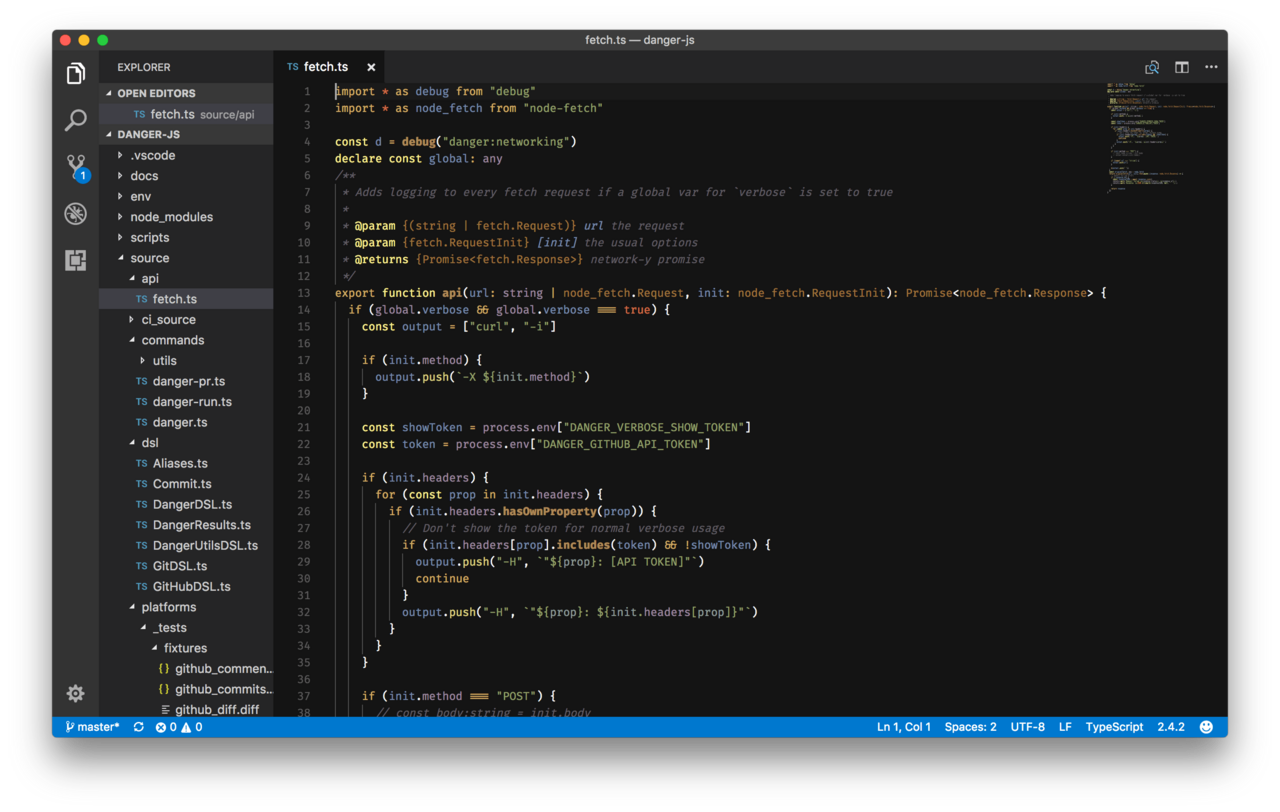 fetch.ts — danger-js
EXPLORER
OPEN EDITORS
TS fetch.ts source/api
DANGER-JS
.vscode
docs
env
node_modules
scripts
source
api
TS fetch.ts
ci_source
commands
utils
TS danger-pr.ts
TS danger-run.ts
TS danger.ts
dsl
TS Aliases.ts
TS Commit.ts
TS DangerDSL.ts
TS DangerResults.ts
TS DangerUtilsDSL.ts
TS GitDSL.ts
TS GitHubDSL.ts
platforms
_tests
fixtures
{} github_commen...
{} github_commits...
github_diff.diff
1
TS fetch.ts ×
1 import * as debug from "debug"
2 import * as node_fetch from "node-fetch"
3
4 const d = debug("danger:networking")
5 declare const global: any
6 /**
7 * Adds logging to every fetch request if a global var for `verbose` is set to true
8 *
9 * @param {(string | fetch.Request)} url the request
10 * @param {fetch.RequestInit} [init] the usual options
11 * @returns {Promise<fetch.Response>} network-y promise
12 */
13 export function api(url: string | node_fetch.Request, init: node_fetch.RequestInit): Promise<node_fetch.Response> {
14 if (global.verbose && global.verbose === true) {
15 const output = ["curl", "-i"]
16
17 if (init.method) {
18 output.push(`-X ${init.method}`)
19 }
20
21 const showToken = process.env["DANGER_VERBOSE_SHOW_TOKEN"]
22 const token = process.env["DANGER_GITHUB_API_TOKEN"]
23
24 if (init.headers) {
25 for (const prop in init.headers) {
26 if (init.headers.hasOwnProperty(prop)) {
27 // Don't show the token for normal verbose usage
28 if (init.headers[prop].includes(token) && !showToken) {
29 output.push("-H", `"${prop}: [API TOKEN]"`)
30 continue
31 }
32 output.push("-H", `"${prop}: ${init.headers[prop]}"`)
33 }
34 }
35 }
36
37 if (init.method === "POST") {
38 // const body:string = init.body
master* 0 0
Ln 1, Col 1 Spaces: 2 UTF-8 LF TypeScript 2.4.2